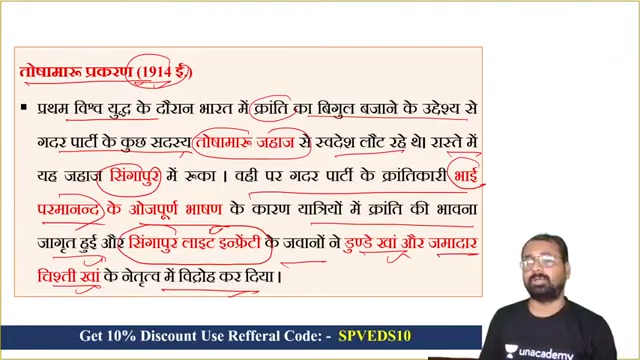 तोषामारू प्रकरण (1914 ई.)
▪ प्रथम विश्व युद्ध के दौरान भारत में क्रांति का बिगुल बजाने के उद्देश्य से
गदर पार्टी के कुछ सदस्य तोषामारू जहाज से स्वदेश लौट रहे थे। रास्ते में
यह जहाज सिंगापुर में रूका । वही पर गदर पार्टी के क्रांतिकारी भाई
परमानन्द के ओजपूर्ण भाषण के कारण यात्रियों में क्रांति की भावना
जागृत हुई और सिंगापुर लाइट इन्फ्रेंटी के जवानों ने डुण्डे खां और जमादार
चिश्ती खां के नेतृत्व में विद्रोह कर दिया।
Get 10% Discount Use Refferal Code: - SPVEDS10
unacademy